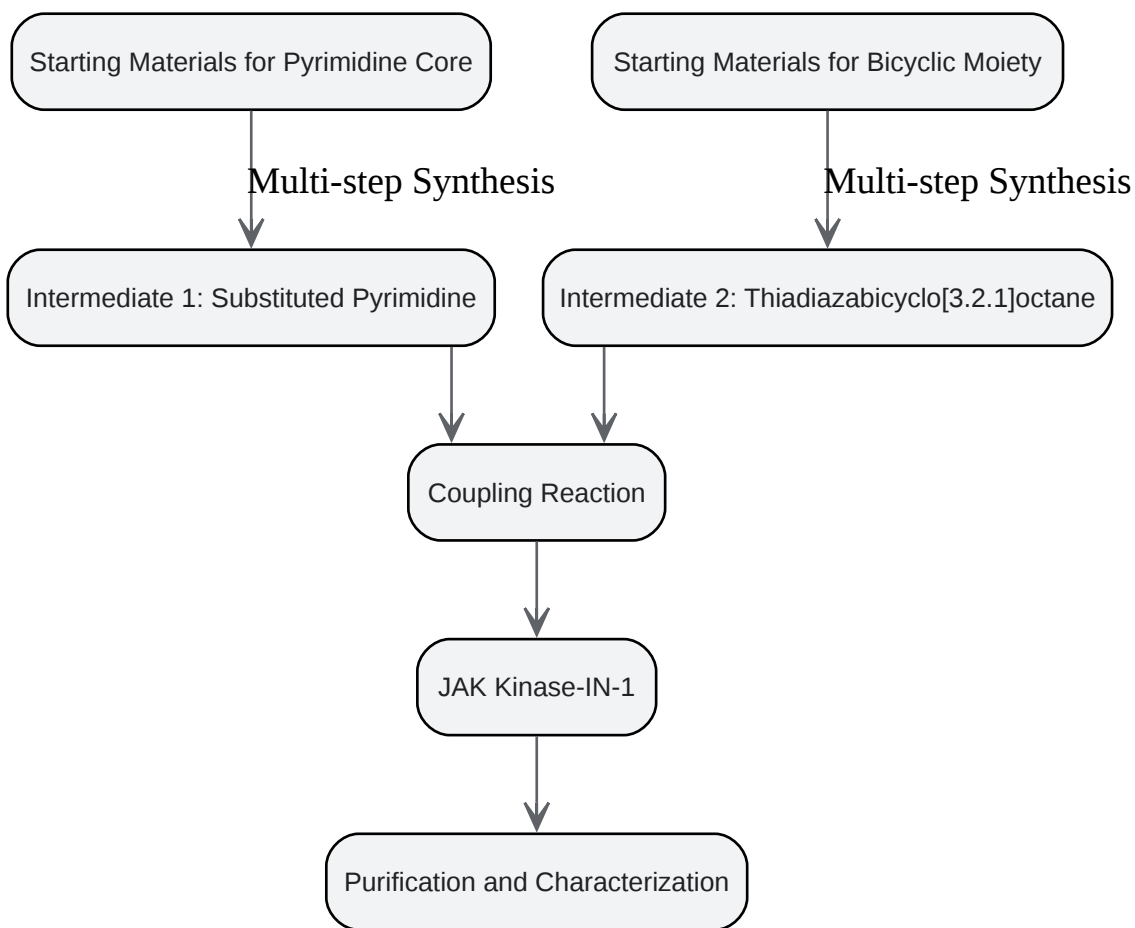 Starting Materials for Pyrimidine Core
Starting Materials for Bicyclic Moiety
Multi-step Synthesis
Multi-step Synthesis
Intermediate 1: Substituted Pyrimidine
Intermediate 2: Thiadiazabicyclo[3.2.1]octane
Coupling Reaction
JAK Kinase-IN-1
Purification and Characterization